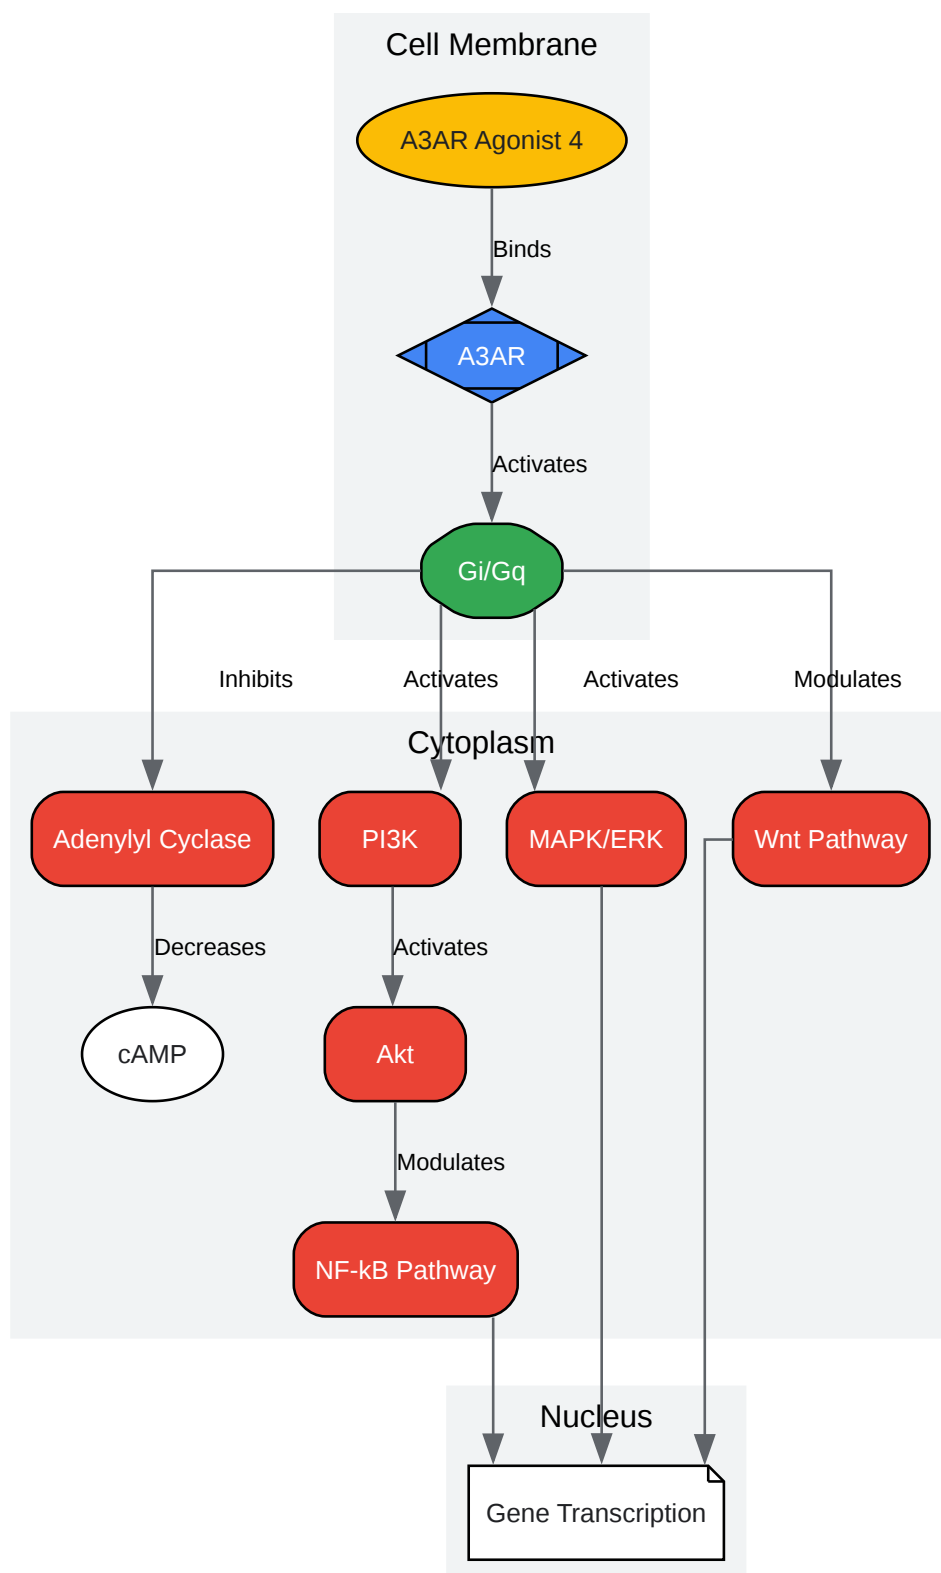 Cell Membrane
A3AR Agonist 4
Binds
A3AR
Activates
Gi/Gq
Inhibits
Activates
Activates
Modulates
Cytoplasm
Adenylyl Cyclase
PI3K
MAPK/ERK
Wnt Pathway
Decreases
Activates
cAMP
Akt
Modulates
NF-kB Pathway
Nucleus
Gene Transcription